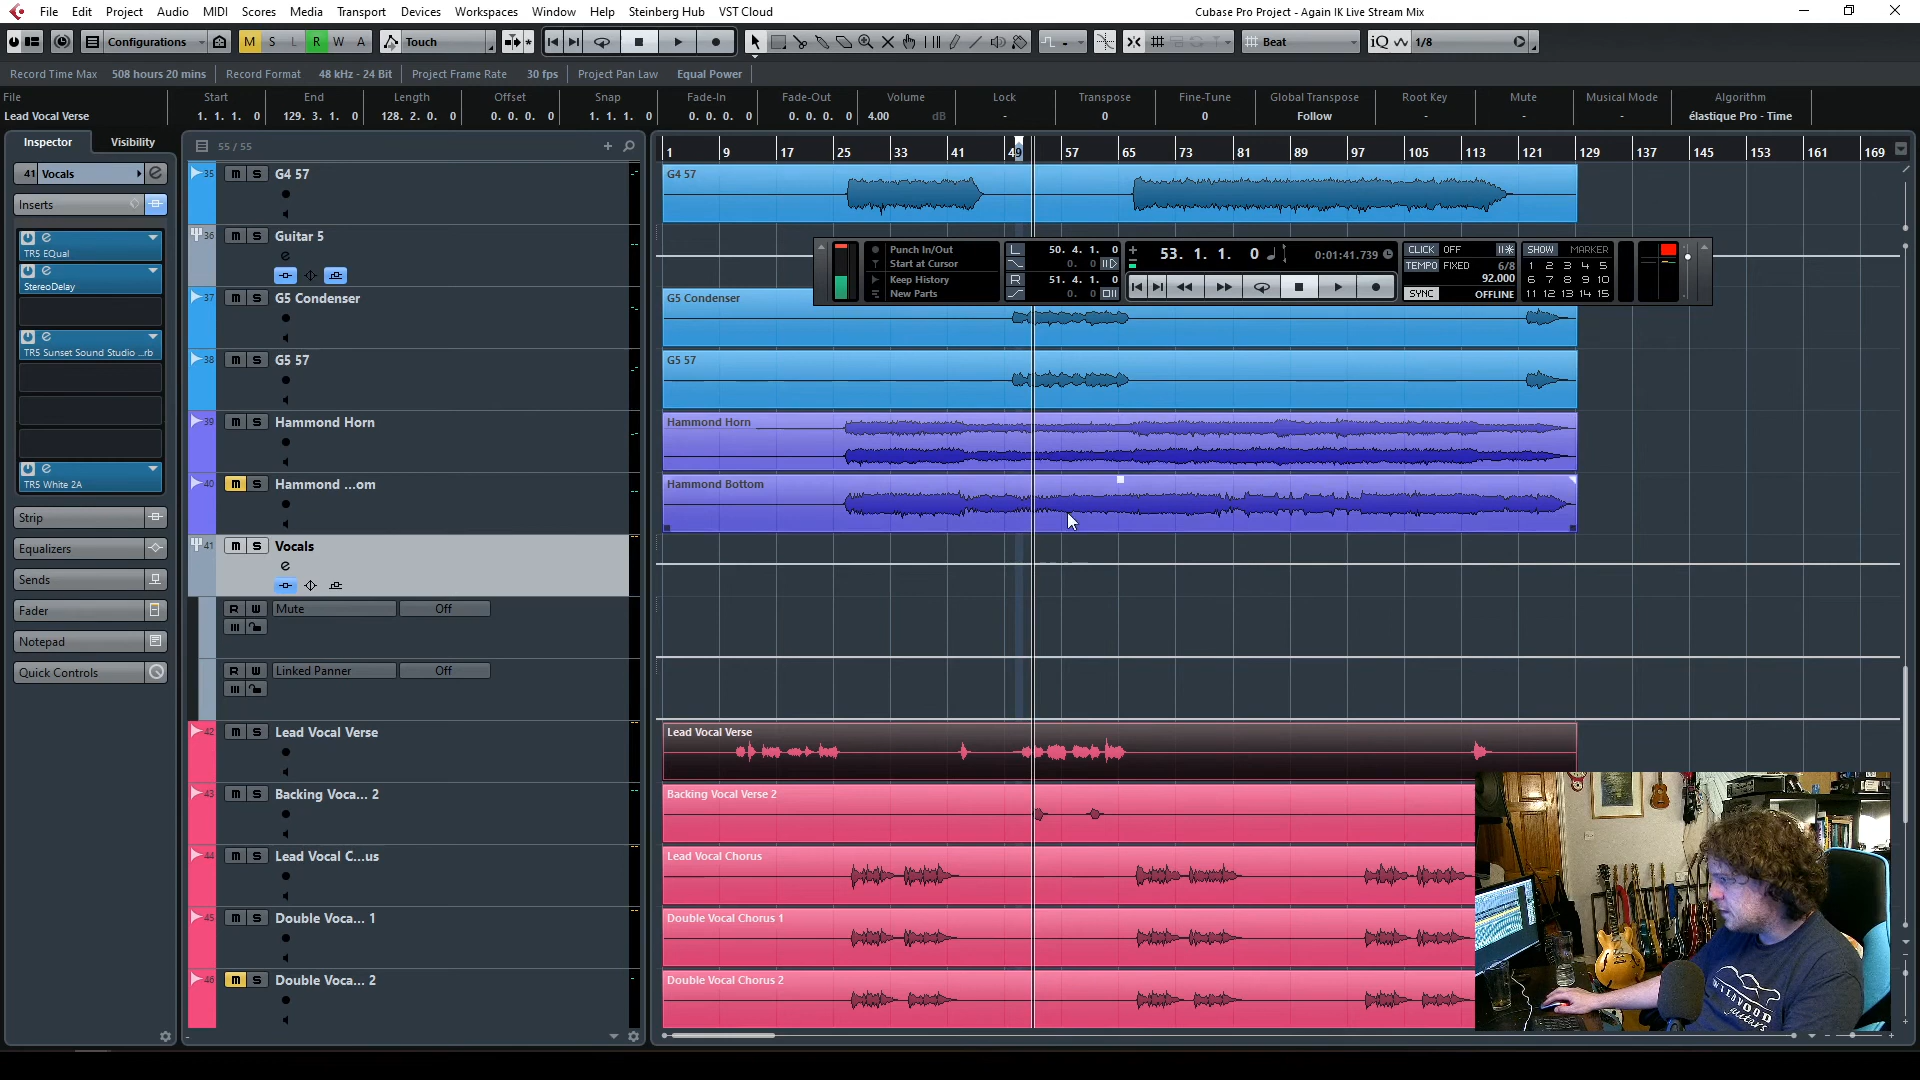 File Edit Project Audio MIDI Scores Media Transport Devices Workspaces Window Help Steinberg Hub VST Cloud
Cubase Pro Project - Again IK Live Stream Mix
Configurations M S L R W A Touch Beat iQ 1/8
Record Time Max 508 hours 20 mins Record Format 48 kHz - 24 Bit Project Frame Rate 30 fps Project Pan Law Equal Power
File Start End Length Offset Snap Fade-In Fade-Out Volume Lock Transpose Fine-Tune Global Transpose Root Key Mute Musical Mode Algorithm
Lead Vocal Verse 1. 1. 1. 0 129. 3. 1. 0 128. 2. 0. 0 0. 0. 0. 0 1. 1. 1. 0 0. 0. 0. 0 0. 0. 0. 0 4.00 dB - 0 0 Follow - - - élastique Pro - Time
Inspector Visibility
55 / 55
1 9 17 25 33 41 49 57 65 73 81 89 97 105 113 121 129 137 145 153 161 169
41 Vocals
Inserts
TR5 EQual
StereoDelay
TR5 Sunset Sound Studio ...rb
TR5 White 2A
Strip
Equalizers
Sends
Fader
Notepad
Quick Controls
35 M S G4 57
36 M S Guitar 5
37 M S G5 Condenser
38 M S G5 57
39 M S Hammond Horn
40 M S Hammond ...om
41 M S Vocals
R W Mute Off
R W Linked Panner Off
42 M S Lead Vocal Verse
43 M S Backing Voca... 2
44 M S Lead Vocal C...us
45 M S Double Voca... 1
46 M S Double Voca... 2
G4 57
Punch In/Out
Start at Cursor
Keep History
New Parts
L 50. 4. 1. 0
0. 0
R 51. 4. 1. 0
0. 0
53. 1. 1. 0 0:01:41.739
CLICK OFF
TEMPO FIXED 6/8
92.000
SYNC OFFLINE
SHOW MARKER
1 2 3 4 5
6 7 8 9 10
11 12 13 14 15
G5 Condenser
G5 57
Hammond Horn
Hammond Bottom
Lead Vocal Verse
Backing Vocal Verse 2
Lead Vocal Chorus
Double Vocal Chorus 1
Double Vocal Chorus 2